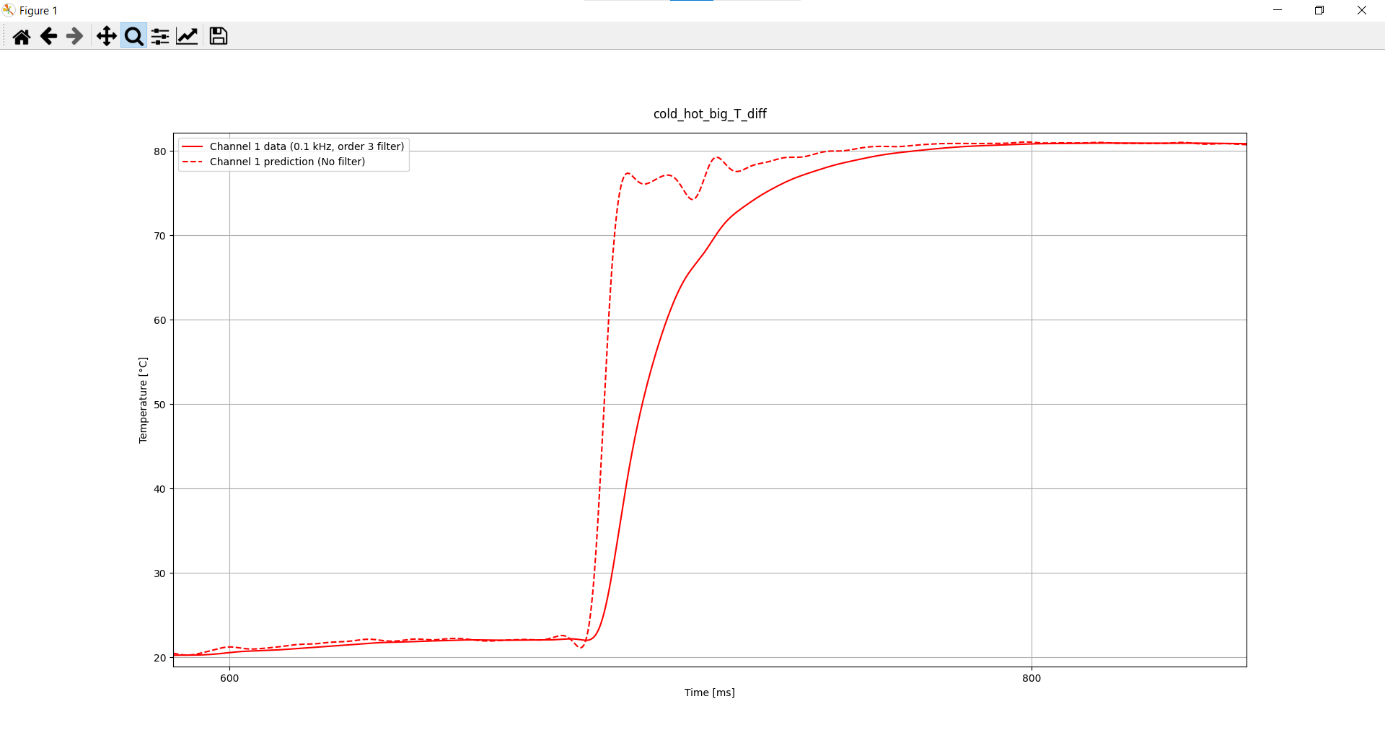 Figure 1
cold_hot_big_T_diff
Channel 1 data (0.1 kHz, order 3 filter)
Channel 1 prediction (No filter)
80
70
60
50
40
30
20
Temperature [°C]
600
800
Time [ms]